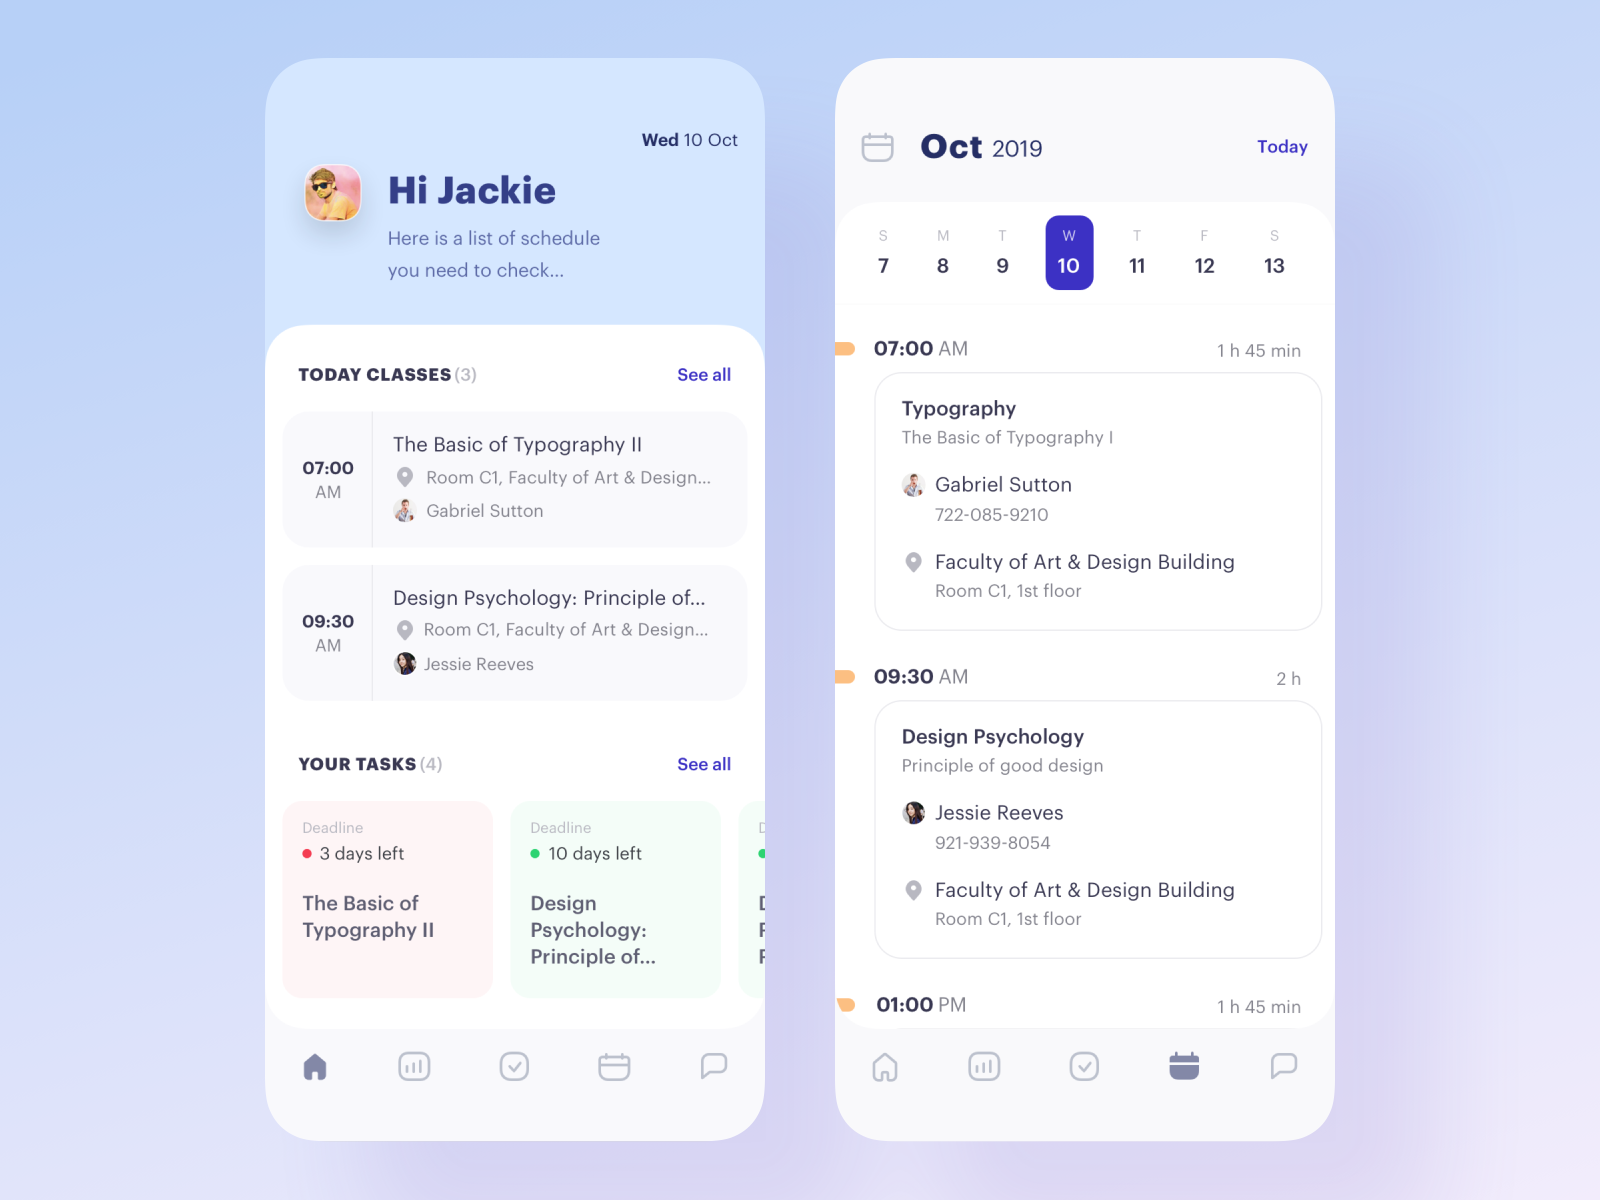 Wed 10 Oct
Hi Jackie
Here is a list of schedule
you need to check...
TODAY CLASSES (3)
See all
07:00
AM
The Basic of Typography II
Room C1, Faculty of Art & Design...
Gabriel Sutton
09:30
AM
Design Psychology: Principle of...
Room C1, Faculty of Art & Design...
Jessie Reeves
YOUR TASKS (4)
See all
Deadline
3 days left
The Basic of
Typography II
Deadline
10 days left
Design
Psychology:
Principle of...
Oct 2019
Today
S M T W T F S
7 8 9 10 11 12 13
07:00 AM
1 h 45 min
Typography
The Basic of Typography I
Gabriel Sutton
722-085-9210
Faculty of Art & Design Building
Room C1, 1st floor
09:30 AM
2 h
Design Psychology
Principle of good design
Jessie Reeves
921-939-8054
Faculty of Art & Design Building
Room C1, 1st floor
01:00 PM
1 h 45 min